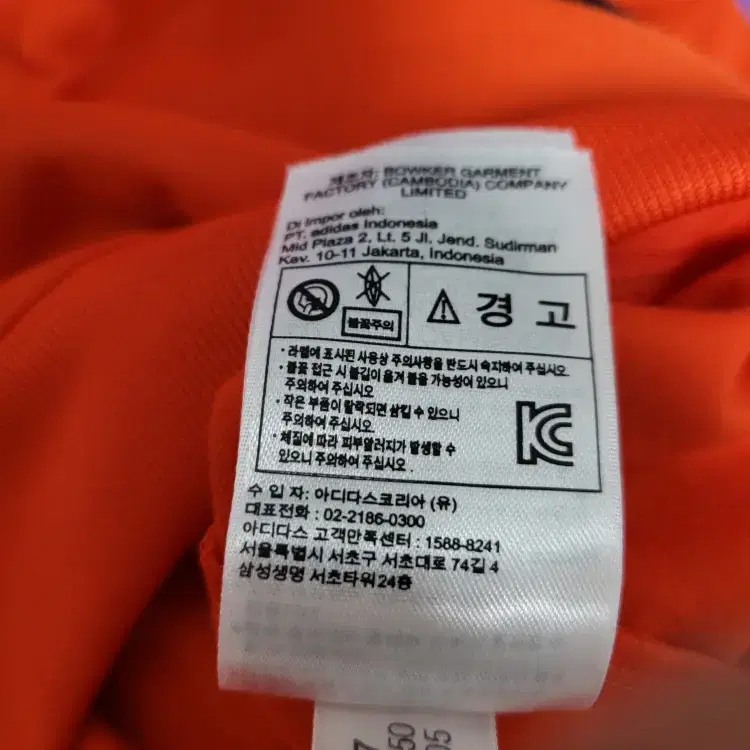 제조자: BOWKER GARMENT
FACTORY (CAMBODIA) COMPANY
LIMITED
Di Impor oleh:
PT. adidas Indonesia
Mid Plaza 2, Lt. 5 Jl. Jend. Sudirman
Kav. 10-11 Jakarta, Indonesia
불꽃주의
경 고
· 라벨에 표시된 사용상 주의사항을 반드시 숙지하여 주십시오.
· 불꽃 접근 시 불길이 옮겨 붙을 가능성이 있으니
주의하여 주십시오
· 작은 부품이 탈락되면 삼킬 수 있으니
주의하여 주십시오.
· 체질에 따라 피부알러지가 발생할 수
있으니 주의하여 주십시오 .
KC
수 입 자: 아디다스코리아 (유)
대표전화 : 02-2186-0300
아디다스 고객만족센터 : 1588-8241
서울특별시 서초구 서초대로 74길 4
삼성생명 서초타워24층
7
50
05